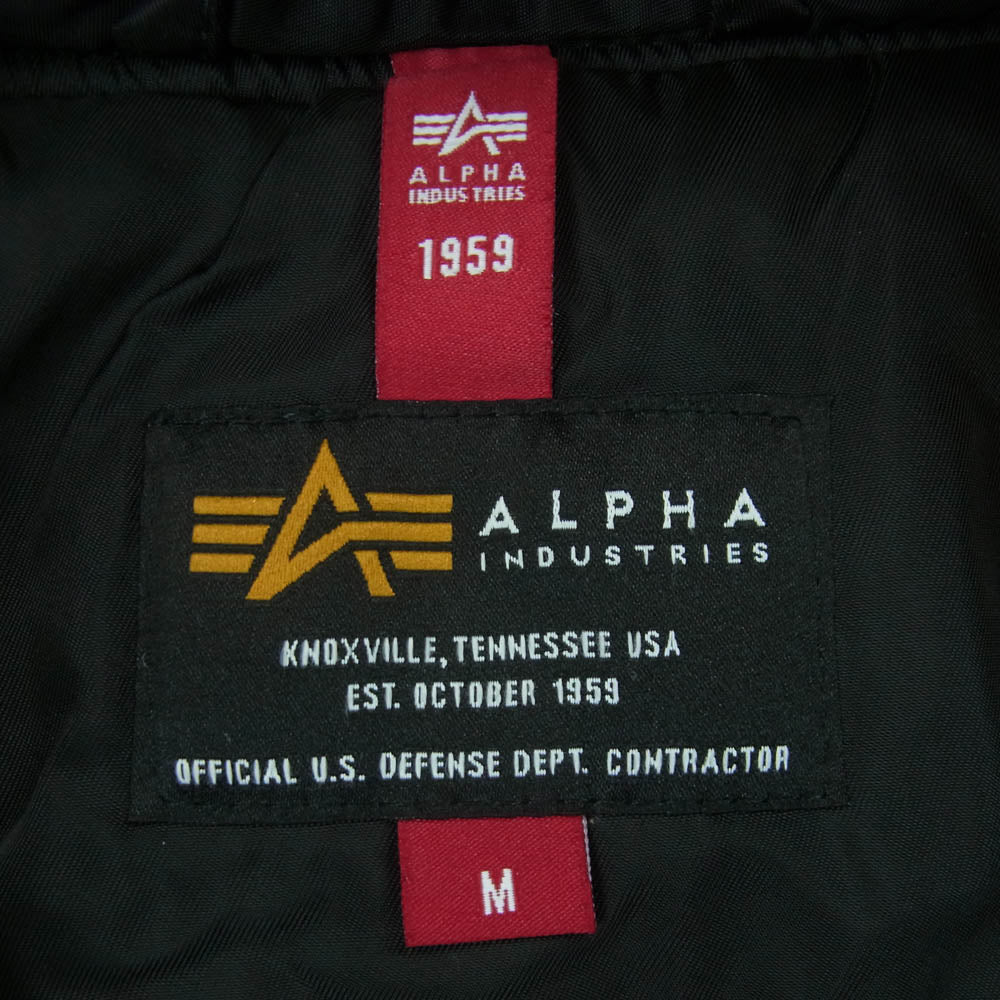 ALPHA
INDUSTRIES
1959
ALPHA
INDUSTRIES
KNOXVILLE, TENNESSEE USA
EST. OCTOBER 1959
OFFICIAL U.S. DEFENSE DEPT. CONTRACTOR
M